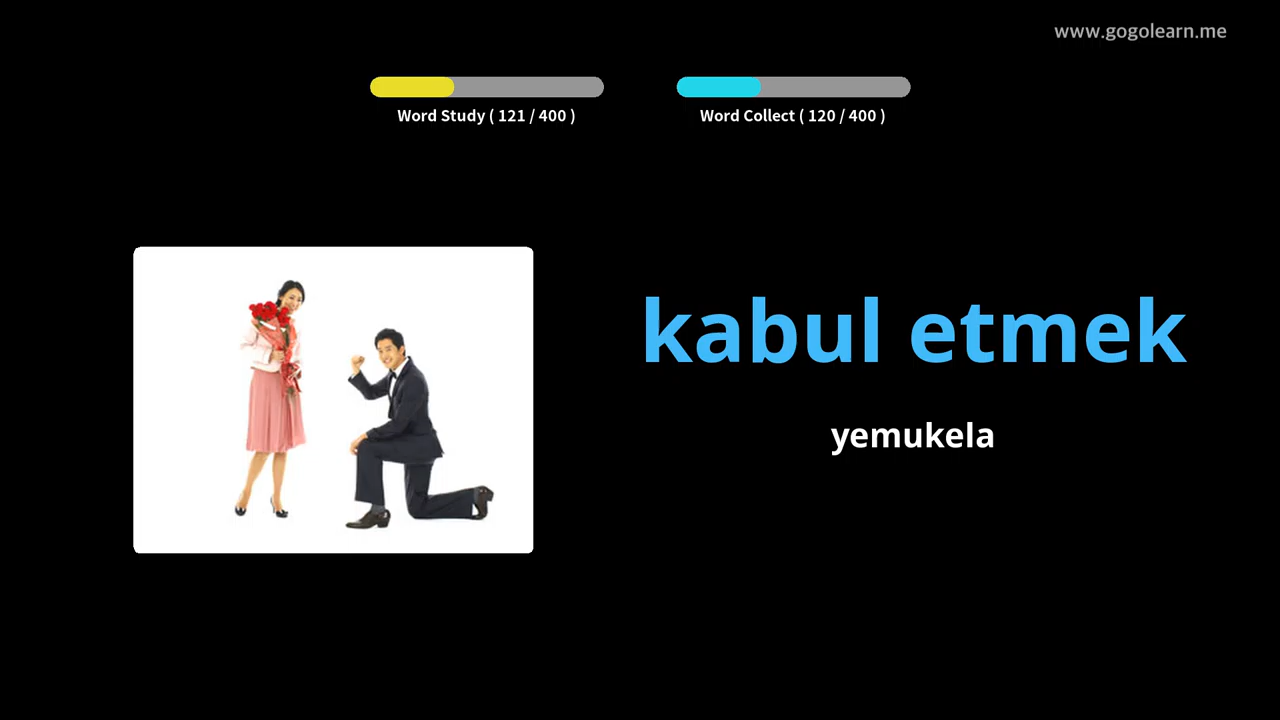 www.gogolearn.me
Word Study ( 121 / 400 )
Word Collect ( 120 / 400 )
kabul etmek
yemukela